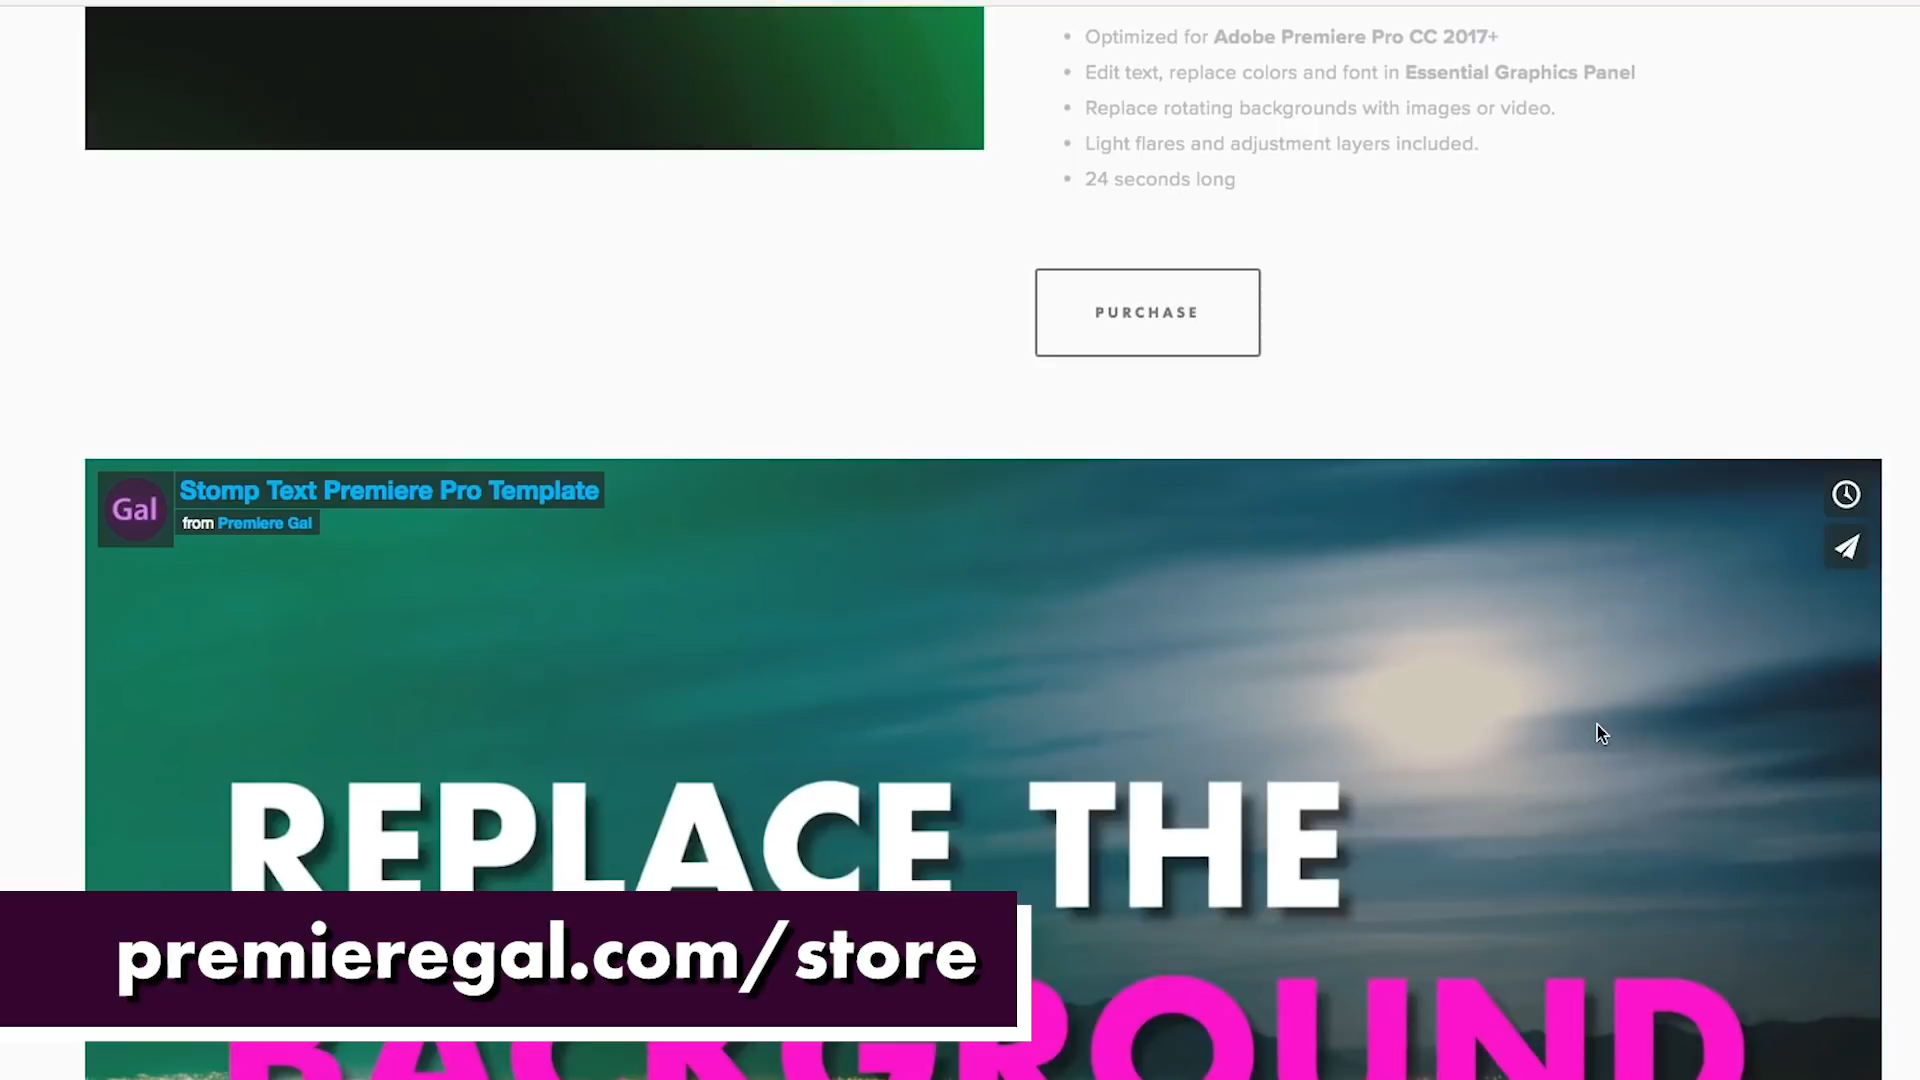 Optimized for Adobe Premiere Pro CC 2017+
Edit text, replace colors and font in Essential Graphics Panel
Replace rotating backgrounds with images or video.
Light flares and adjustment layers included.
24 seconds long
PURCHASE
Gal
Stomp Text Premiere Pro Template
from Premiere Gal
REPLACE THE
BACKGROUND
premieregal.com/store